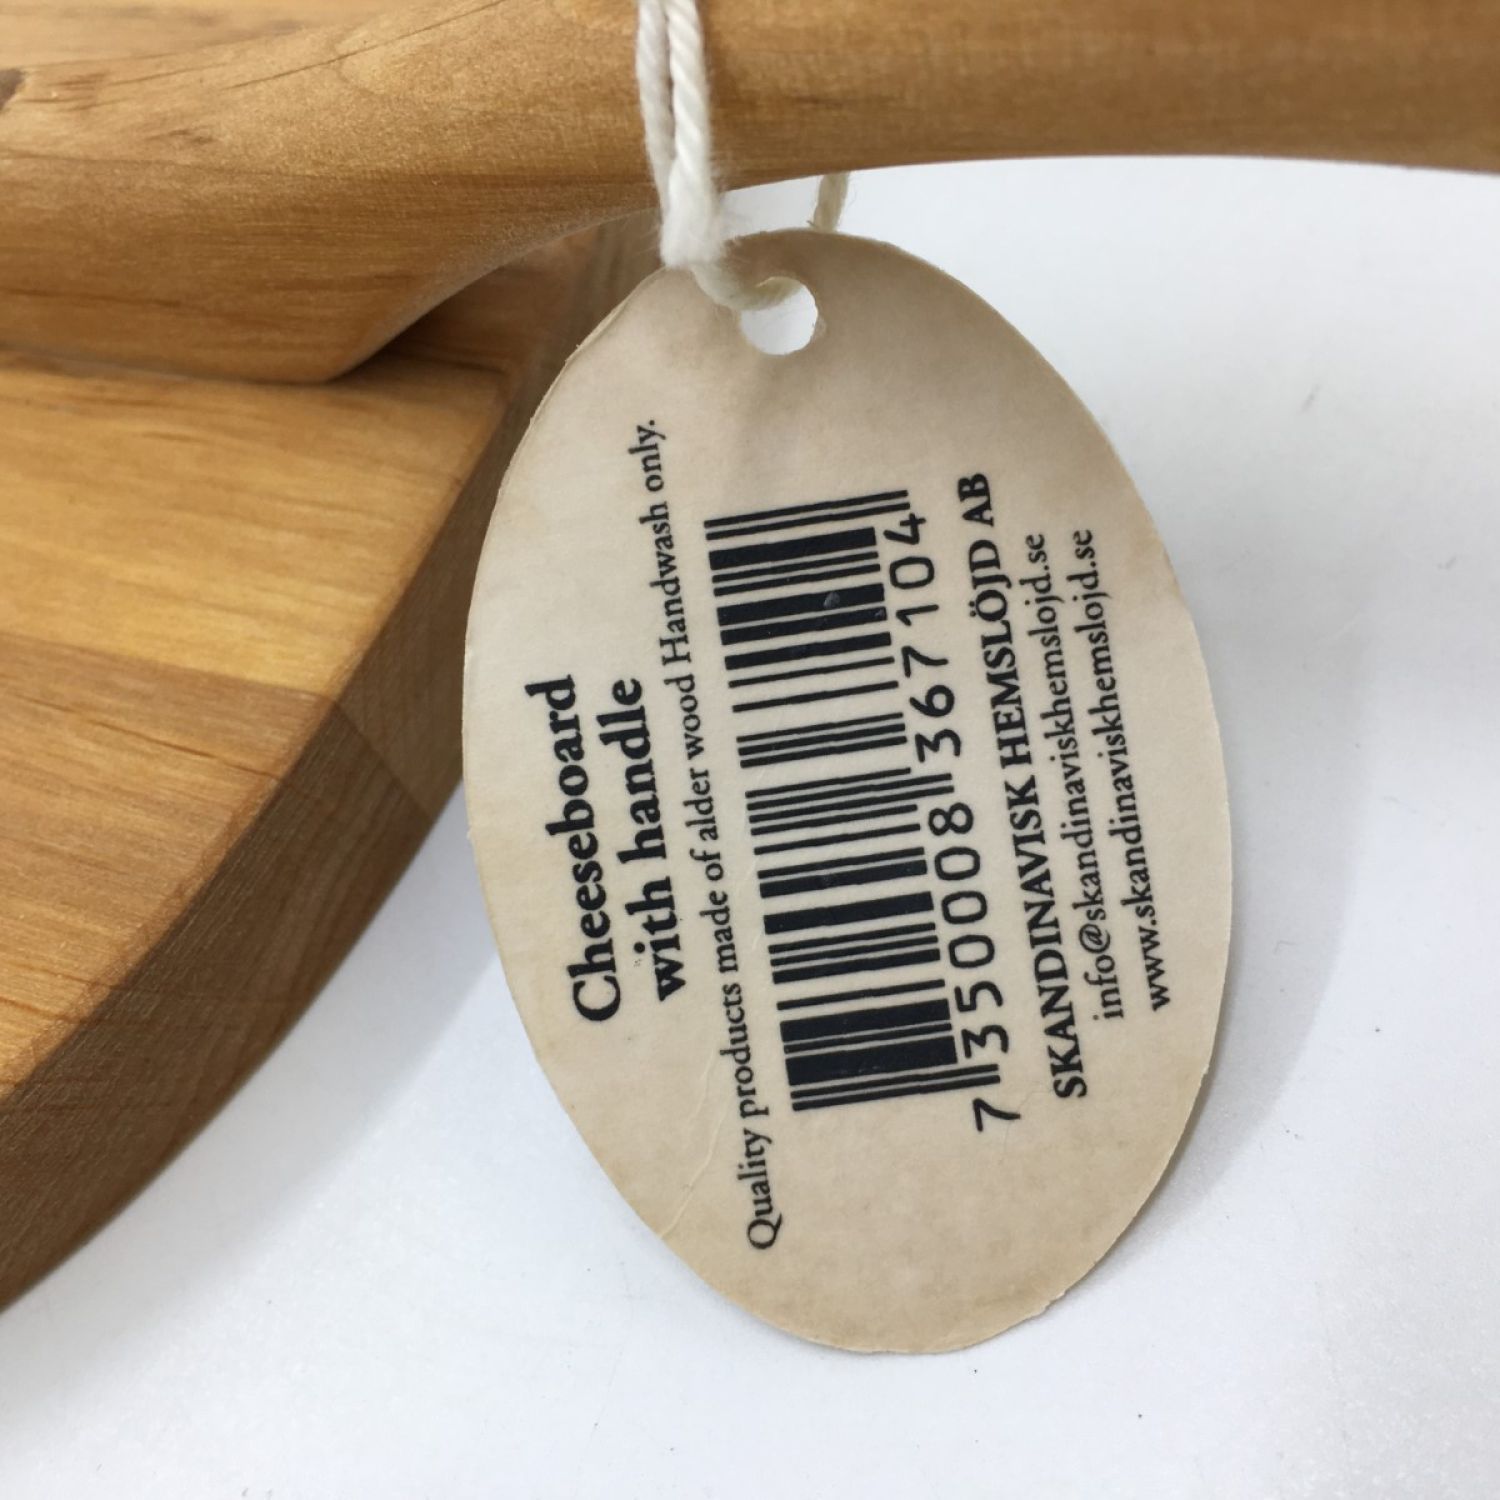 Cheeseboard
with handle
Quality products made of alder wood Handwash only.
7 350008 367104
SKANDINAVISK HEMSLÖJD AB
info@skandinaviskhemslojd.se
www.skandinaviskhemslojd.se